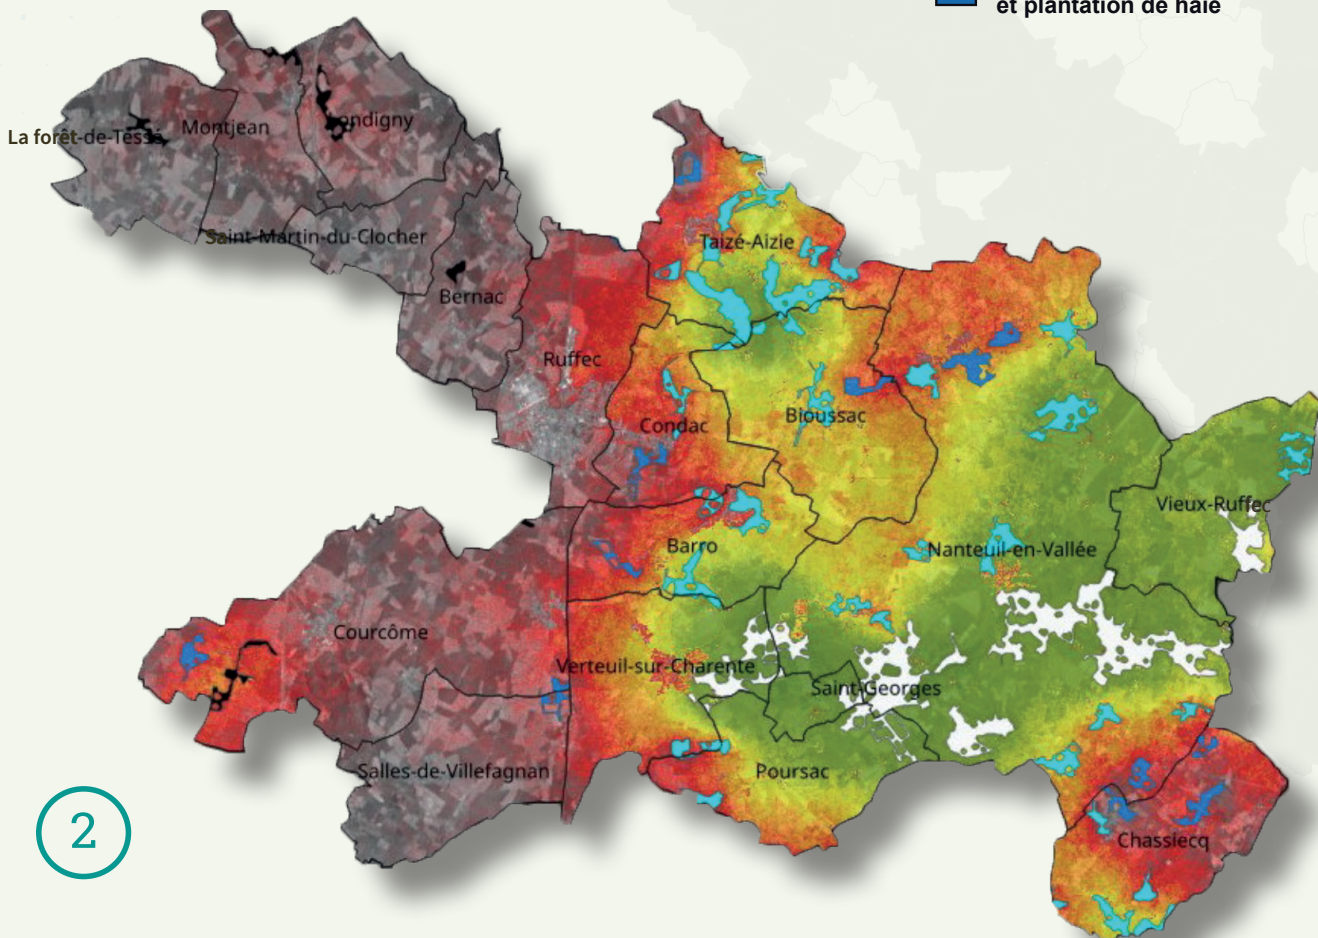 et plantation de haie
La forêt-de-Tessé
Montjean
Londigny
Saint-Martin-du-Clocher
Bernac
Taizé-Aizie
Ruffec
Condac
Bioussac
Vieux-Ruffec
Barro
Nanteuil-en-Vallée
Courcôme
Verteuil-sur-Charente
Saint-Georges
Salles-de-Villefagnan
Poursac
2
Chassiecq